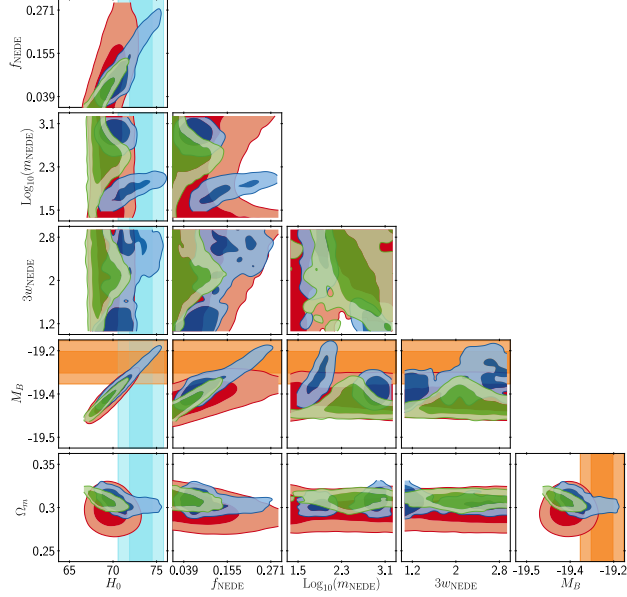 0.271
0.155
0.039
f_NEDE
3.1
2.3
1.5
Log₁₀(m_NEDE)
2.8
2
1.2
3w_NEDE
-19.2
-19.4
-19.5
M_B
0.35
0.3
0.25
Ω_m
65 70 75
H₀
0.039 0.155 0.271
f_NEDE
1.5 2.3 3.1
Log₁₀(m_NEDE)
1.2 2 2.8
3w_NEDE
-19.5 -19.4 -19.2
M_B